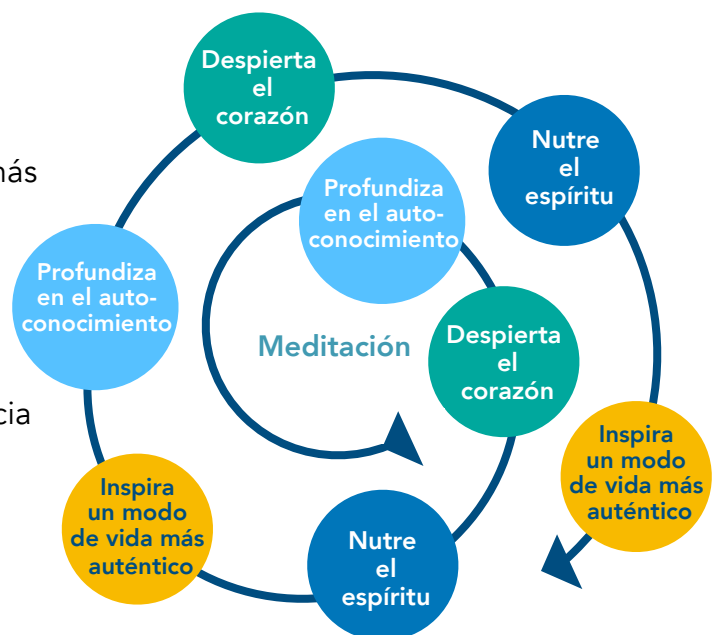 Despierta
el
corazón
Nutre
el
espíritu
más
Profundiza
en el auto-
conocimiento
Profundiza
en el auto-
conocimiento
Meditación
Despierta
el
corazón
cia
Inspira
un modo
de vida más
auténtico
Inspira
un modo
de vida más
auténtico
Nutre
el
espíritu